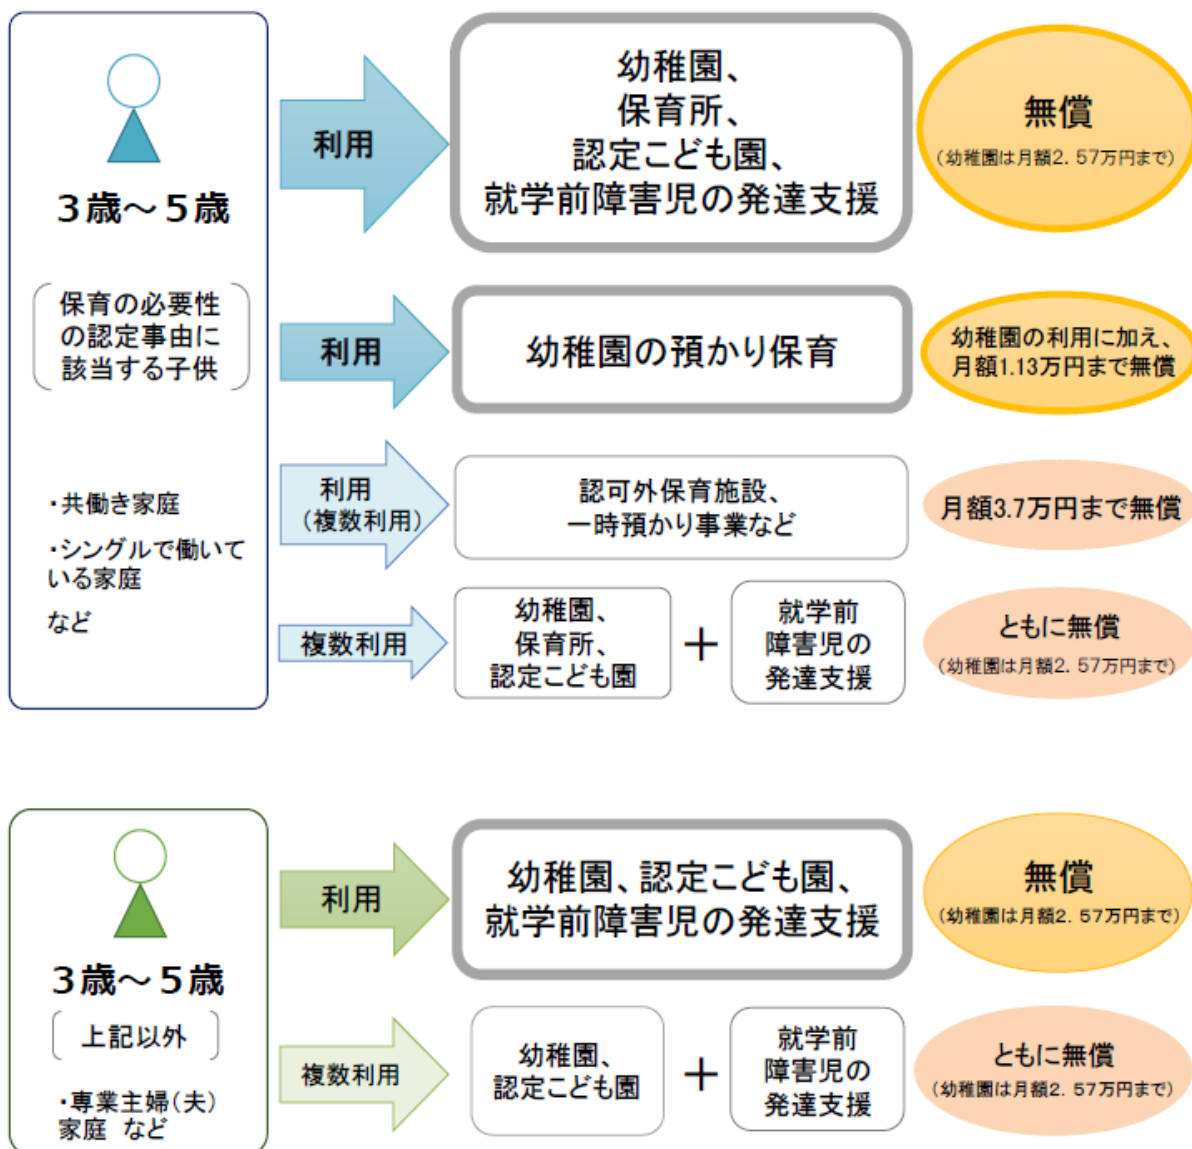 3歳～5歳
保育の必要性
の認定事由に
該当する子供
・共働き家庭
・シングルで働いて
いる家庭
など
利用
幼稚園、
保育所、
認定こども園、
就学前障害児の発達支援
無償
(幼稚園は月額2．57万円まで)
利用
幼稚園の預かり保育
幼稚園の利用に加え、
月額1.13万円まで無償
利用
(複数利用)
認可外保育施設、
一時預かり事業など
月額3.7万円まで無償
複数利用
幼稚園、
保育所、
認定こども園
＋
就学前
障害児の
発達支援
ともに無償
(幼稚園は月額2．57万円まで)
3歳～5歳
上記以外
・専業主婦(夫)
家庭 など
利用
幼稚園、認定こども園、
就学前障害児の発達支援
無償
(幼稚園は月額2．57万円まで)
複数利用
幼稚園、
認定こども園
＋
就学前
障害児の
発達支援
ともに無償
(幼稚園は月額2．57万円まで)